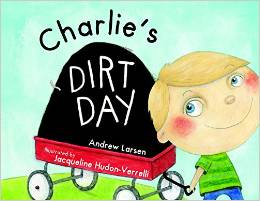 Charlie's
DIRT
DAY
Andrew Larsen
Illustrated by
Jacqueline Hudon-Verrelli